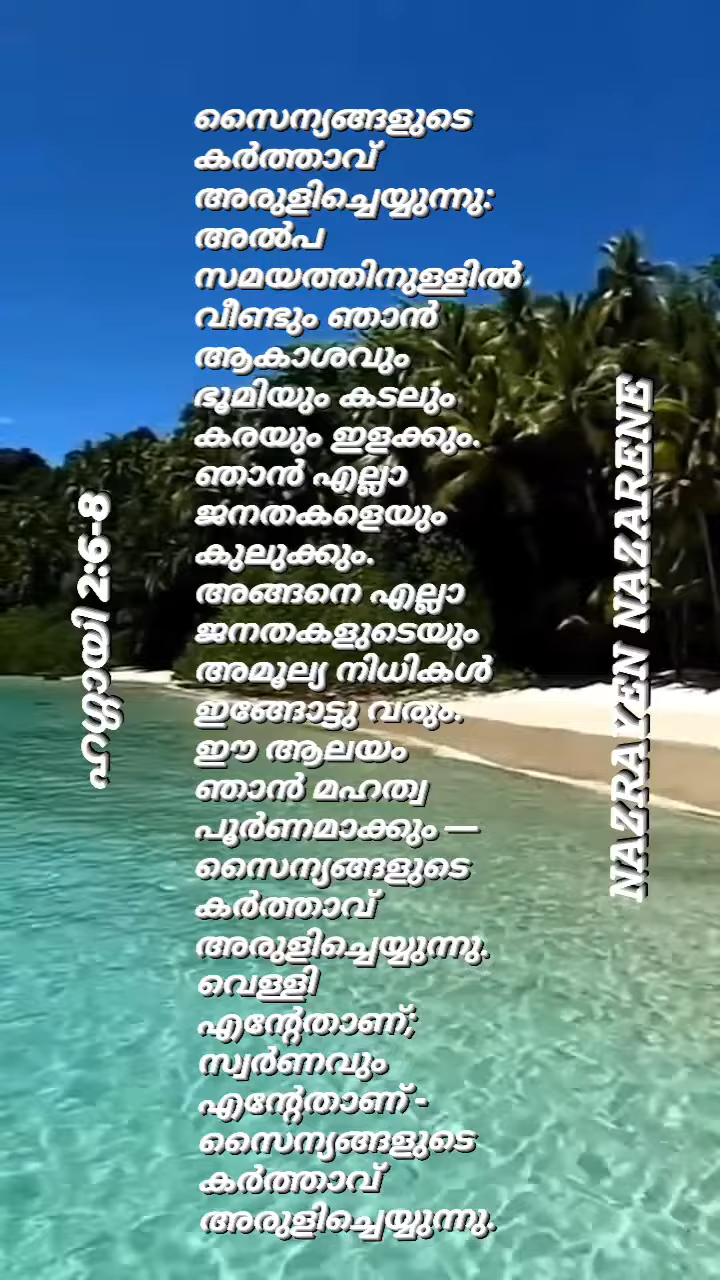 സൈന്യങ്ങളുടെ
കർത്താവ്
അരുളിച്ചെയ്യുന്നു:
അൽപ
സമയത്തിനുള്ളിൽ
വീണ്ടും ഞാൻ
ആകാശവും
ഭൂമിയും കടലും
കരയും ഇളക്കും.
ഞാൻ എല്ലാ
ജനതകളെയും
കുലുക്കും.
അങ്ങനെ എല്ലാ
ജനതകളുടെയും
അമൂല്യ നിധികൾ
ഇങ്ങോട്ടു വരും.
ഈ ആലയം
ഞാൻ മഹത്വ
പൂർണമാക്കും —
സൈന്യങ്ങളുടെ
കർത്താവ്
അരുളിച്ചെയ്യുന്നു.
വെള്ളി
എന്റേതാണ്;
സ്വർണവും
എന്റേതാണ് -
സൈന്യങ്ങളുടെ
കർത്താവ്
അരുളിച്ചെയ്യുന്നു.
ഹഗ്ഗായി 2:6-8
NAZRAYEN NAZARENE